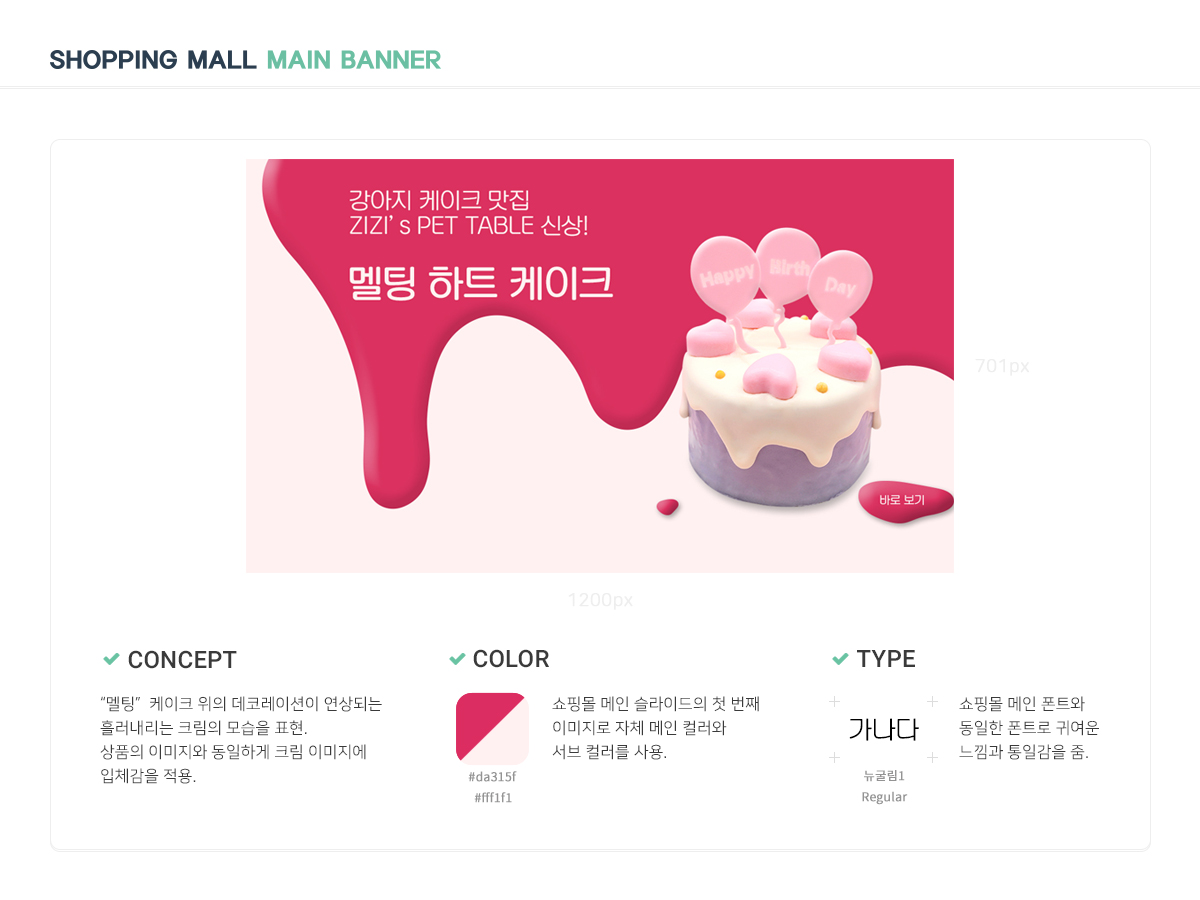 SHOPPING MALL MAIN BANNER
강아지 케이크 맛집
ZIZI’s PET TABLE 신상!
멜팅 하트 케이크
Happy Birth Day
바로 보기
701px
1200px
CONCEPT
“멜팅” 케이크 위의 데코레이션이 연상되는
흘러내리는 크림의 모습을 표현.
상품의 이미지와 동일하게 크림 이미지에
입체감을 적용.
COLOR
쇼핑몰 메인 슬라이드의 첫 번째
이미지로 자체 메인 컬러와
서브 컬러를 사용.
#da315f
#fff1f1
TYPE
가나다
뉴굴림1
Regular
쇼핑몰 메인 폰트와
동일한 폰트로 귀여운
느낌과 통일감을 줌.